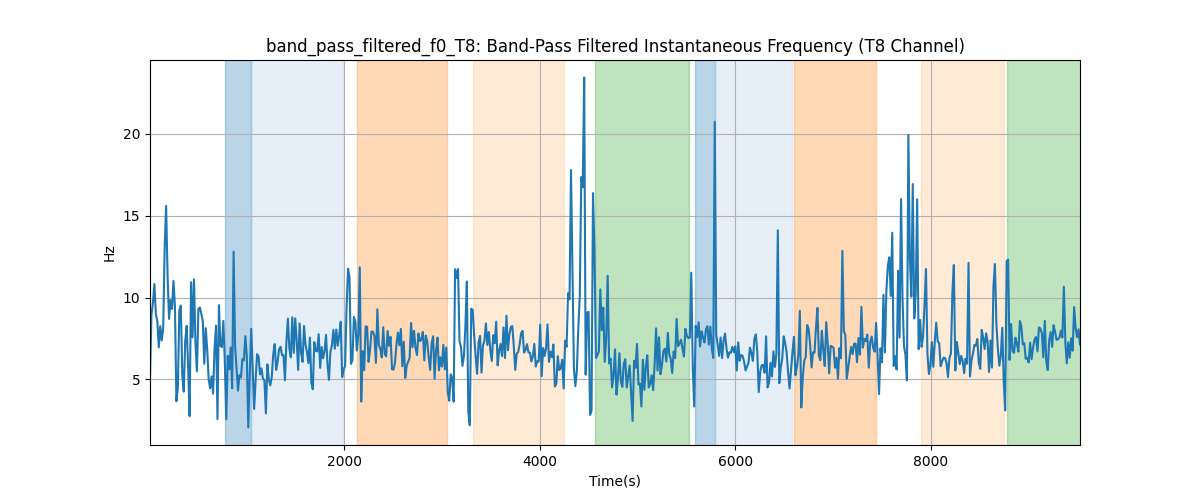 band_pass_filtered_f0_T8: Band-Pass Filtered Instantaneous Frequency (T8 Channel)
20
15
10
5
Hz
2000 4000 6000 8000
Time(s)